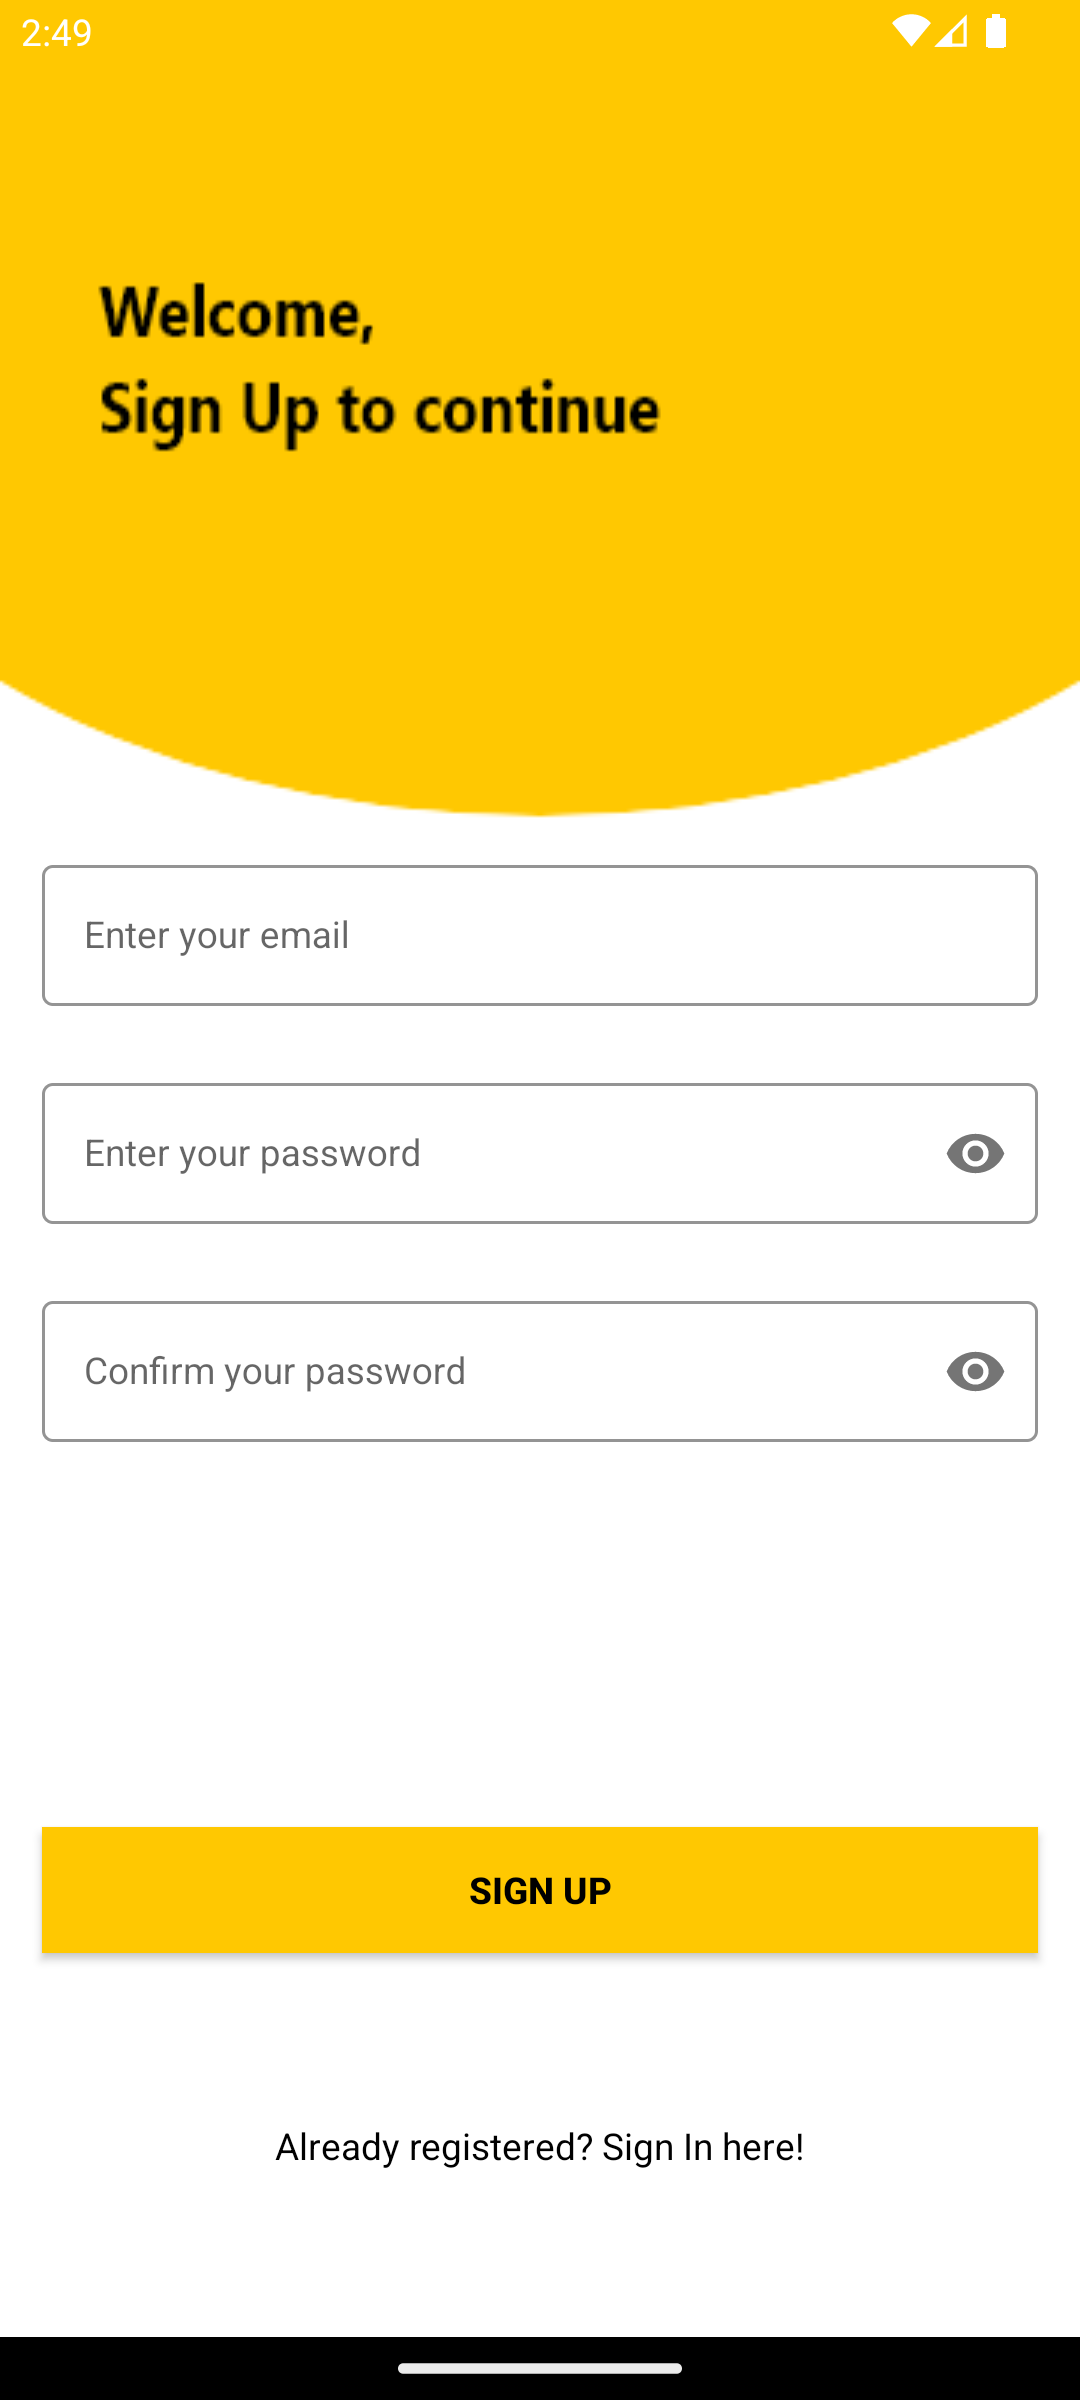 2:49
Welcome,
Sign Up to continue
Enter your email
Enter your password
Confirm your password
SIGN UP
Already registered? Sign In here!